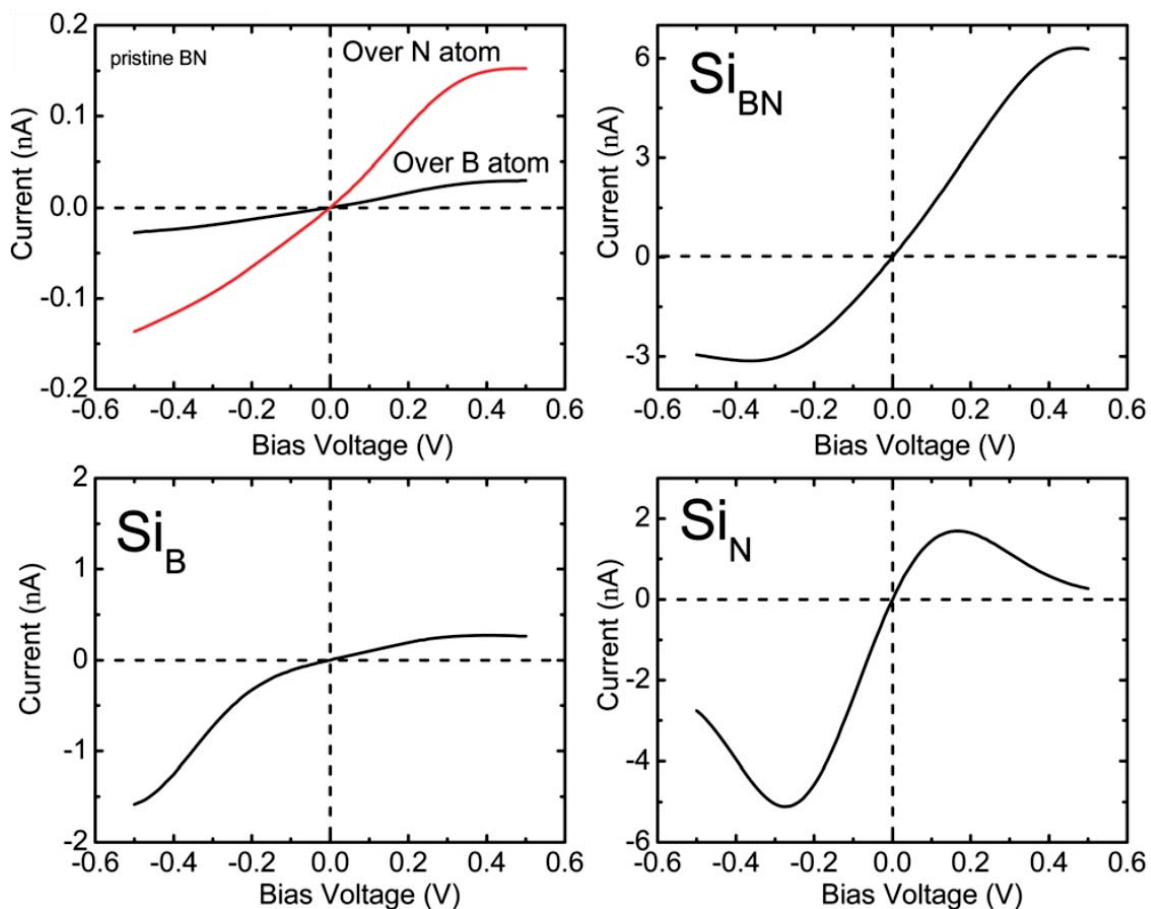 0.2
0.1
0.0
-0.1
-0.2
Current (nA)
pristine BN
Over N atom
Over B atom
-0.6 -0.4 -0.2 0.0 0.2 0.4 0.6
Bias Voltage (V)
6
3
0
-3
Current (nA)
Si_BN
-0.6 -0.4 -0.2 0.0 0.2 0.4 0.6
Bias Voltage (V)
2
1
0
-1
-2
Current (nA)
Si_B
-0.6 -0.4 -0.2 0.0 0.2 0.4 0.6
Bias Voltage (V)
2
0
-2
-4
-6
Current (nA)
Si_N
-0.6 -0.4 -0.2 0.0 0.2 0.4 0.6
Bias Voltage (V)